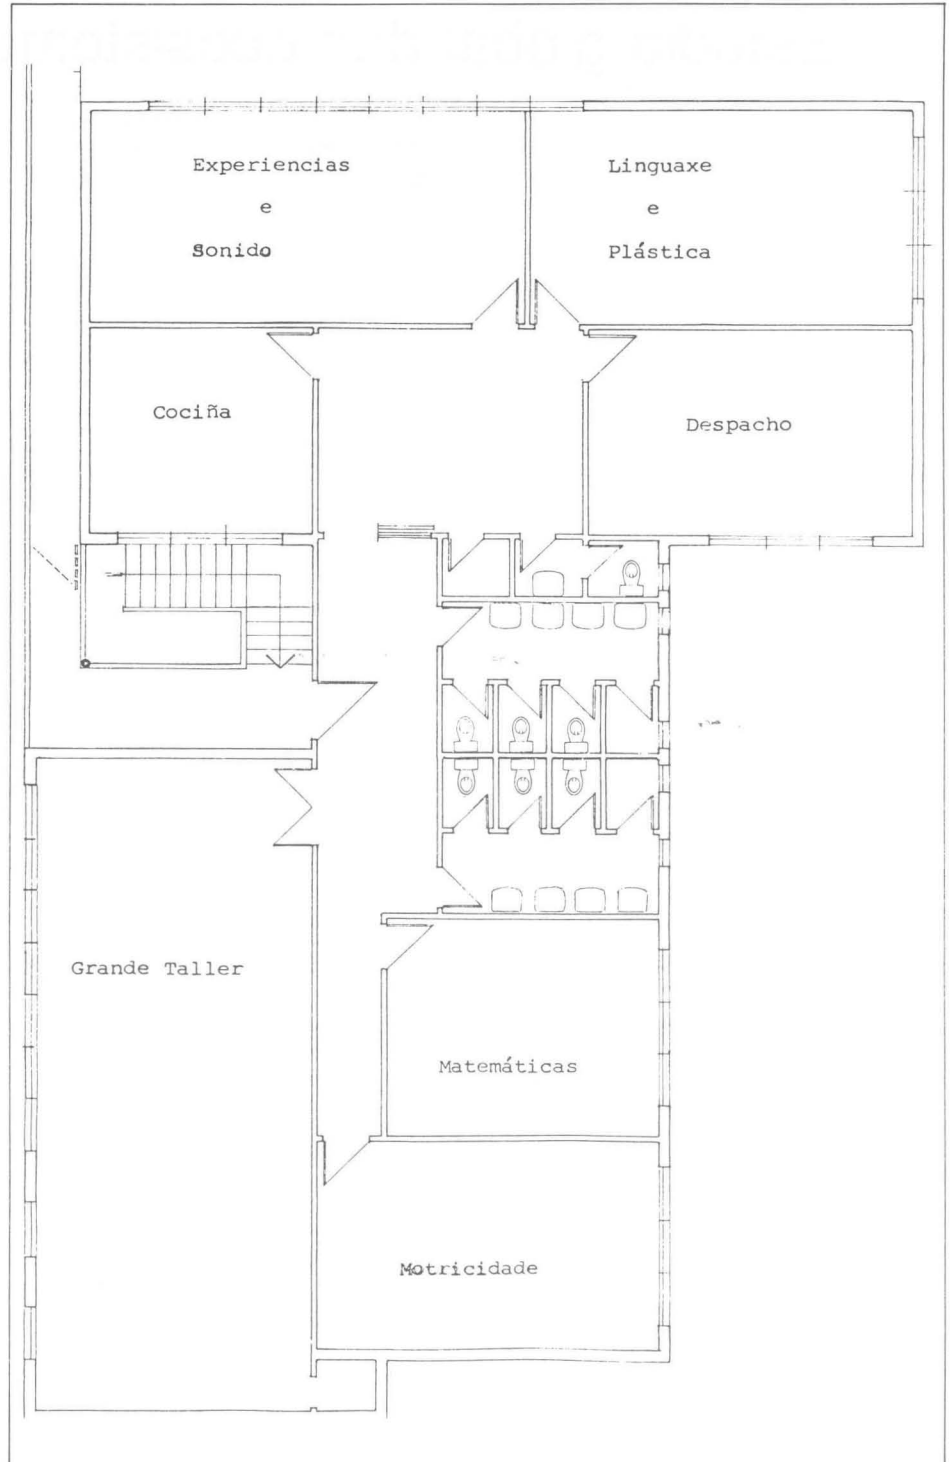 Experiencias
e
Sonido
Linguaxe
e
Plástica
Cociña
Despacho
Grande Taller
Matemáticas
Motricidade